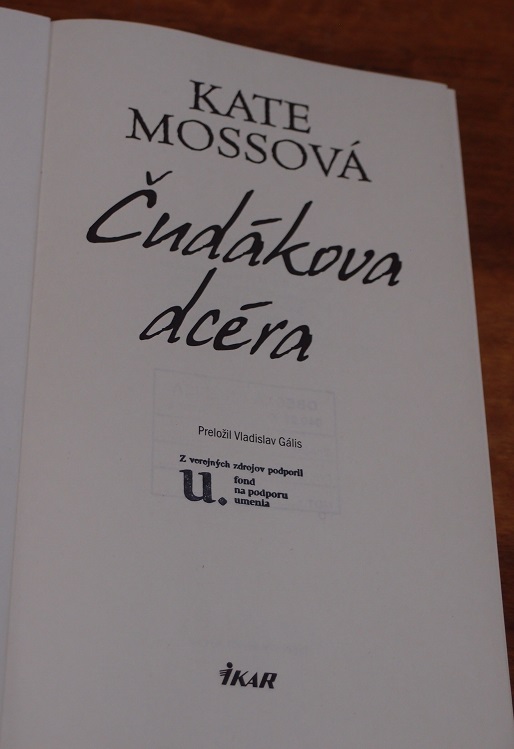 KATE
MOSSOVÁ
Čudákova
dcéra
Preložil Vladislav Gális
Z verejných zdrojov podporil
u. fond
na podporu
umenia
IKAR